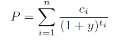 P = \sum_{i=1}^{n} \frac{c_i}{(1+y)^{t_i}}